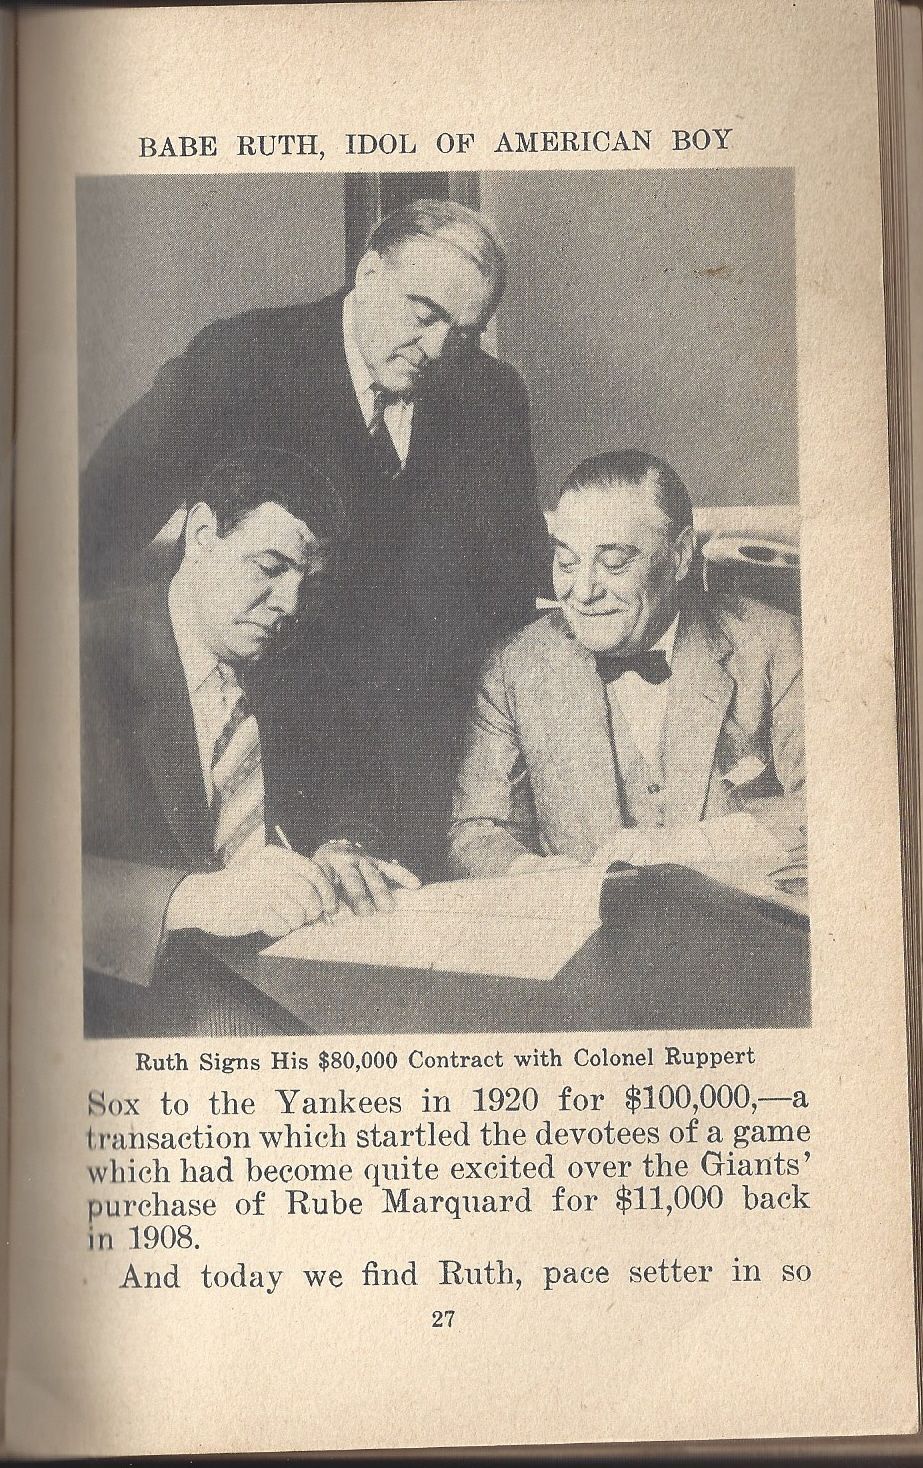 BABE RUTH, IDOL OF AMERICAN BOY
Ruth Signs His $80,000 Contract with Colonel Ruppert
Sox to the Yankees in 1920 for $100,000,—a
transaction which startled the devotees of a game
which had become quite excited over the Giants'
purchase of Rube Marquard for $11,000 back
in 1908.
And today we find Ruth, pace setter in so
27